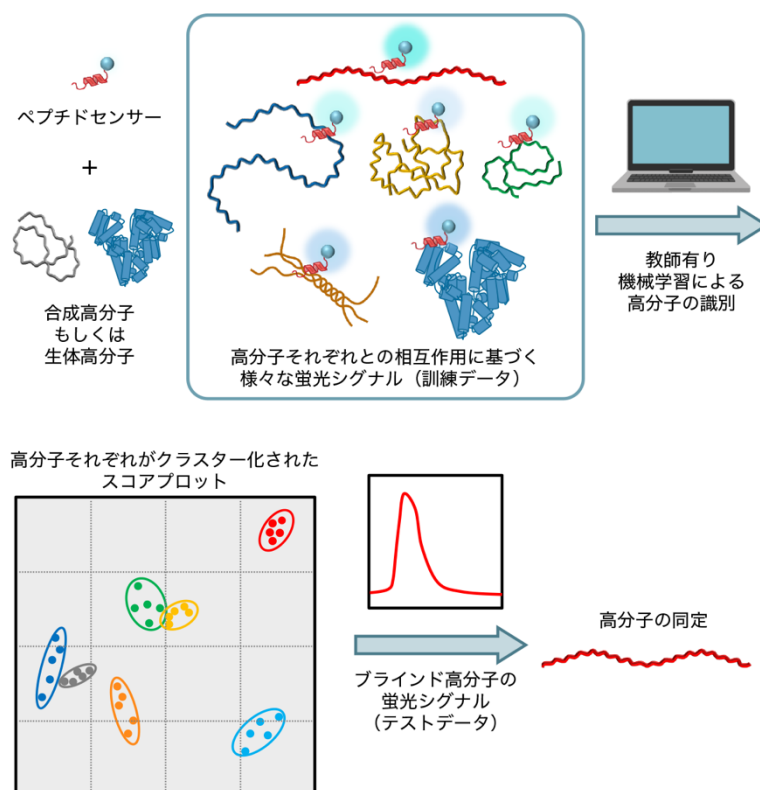 ペプチドセンサー
+
合成高分子
もしくは
生体高分子
高分子それぞれとの相互作用に基づく
様々な蛍光シグナル（訓練データ）
教師有り
機械学習による
高分子の識別
高分子それぞれがクラスター化された
スコアプロット
ブラインド高分子の
蛍光シグナル
（テストデータ）
高分子の同定